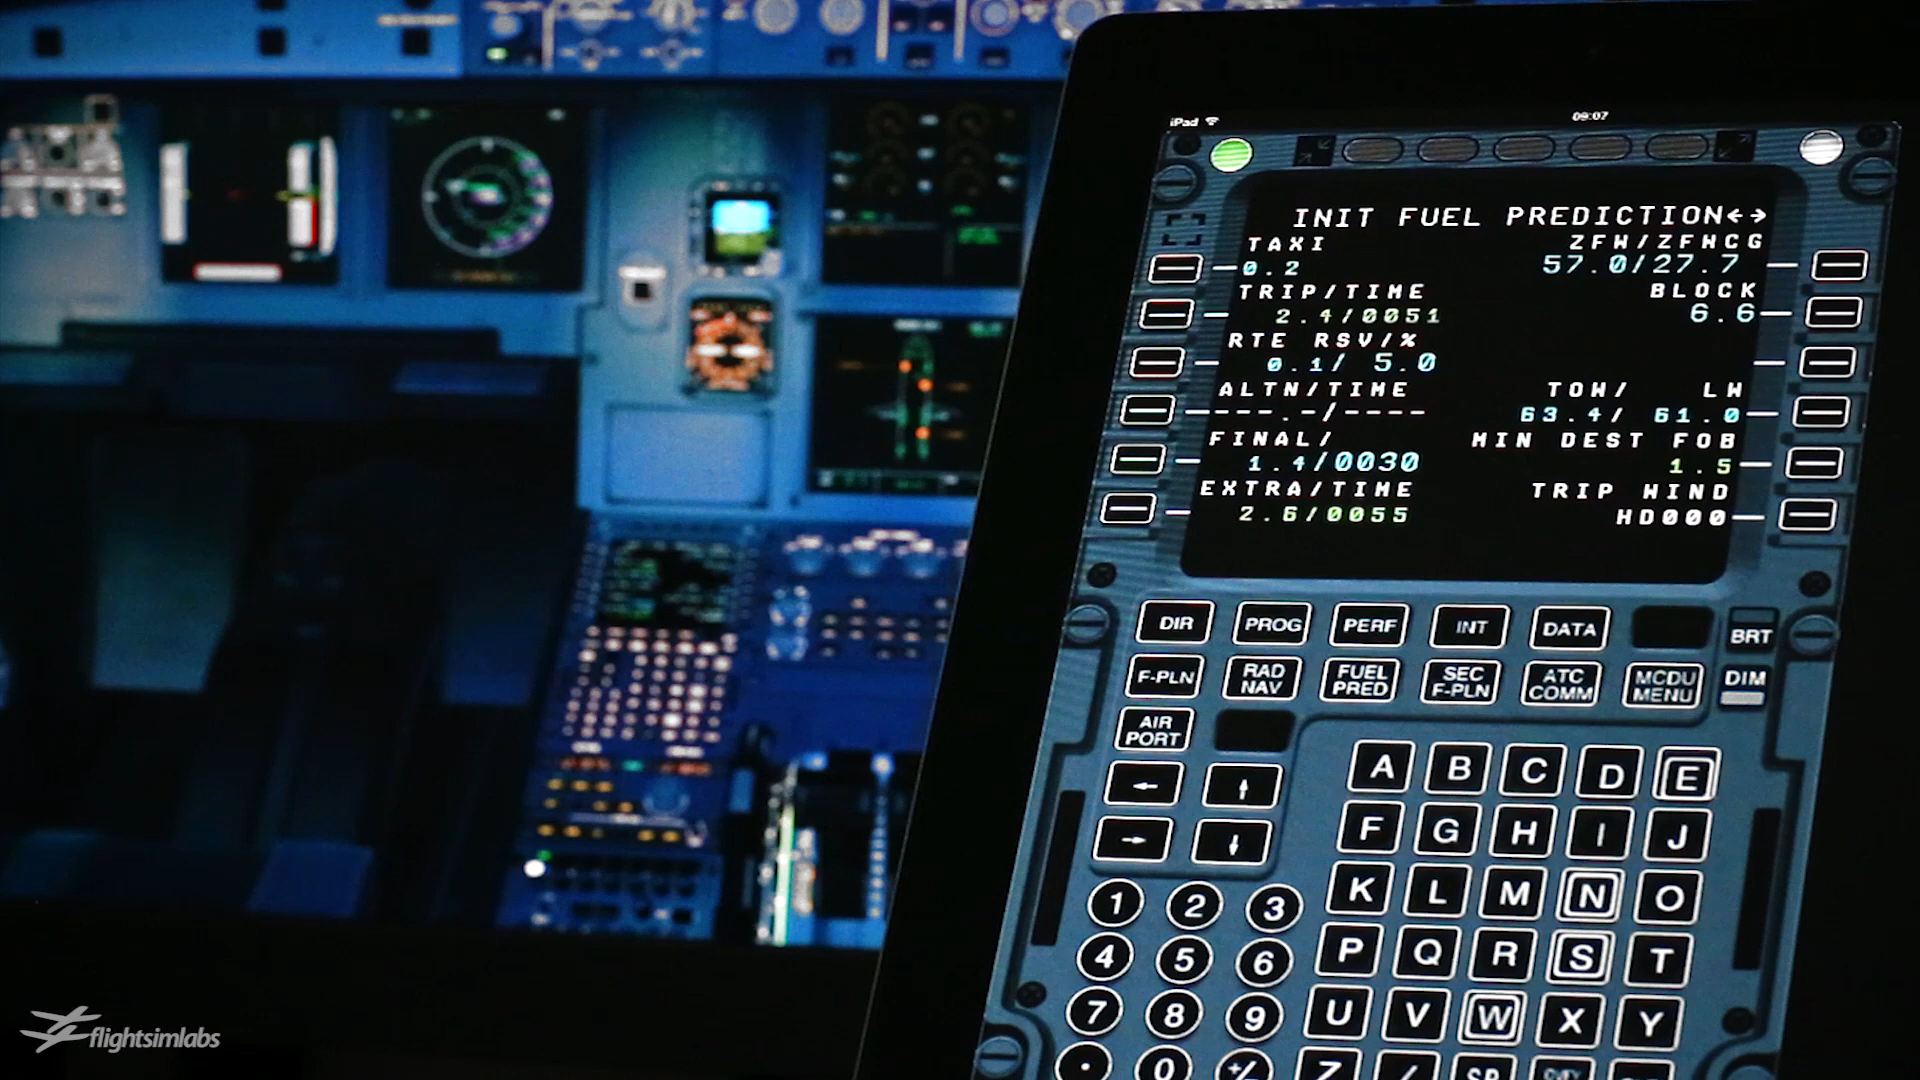 iPad 09:07
INIT FUEL PREDICTION←→
TAXI ZFW/ZFWCG
0.2 57.0/27.7
TRIP/TIME BLOCK
2.4/0051 6.6
RTE RSV/%
0.1/ 5.0
ALTN/TIME TOW/ LW
---.-/---- 63.4/ 61.0
FINAL/ MIN DEST FOB
1.4/0030 1.5
EXTRA/TIME TRIP WIND
2.6/0055 HD000
DIR PROG PERF INT DATA
BRT
F-PLN RAD NAV FUEL PRED SEC F-PLN ATC COMM MCDU MENU DIM
AIR PORT
← ↑
→ ↓
A B C D E
F G H I J
K L M N O
P Q R S T
U V W X Y
Z / SP
1 2 3
4 5 6
7 8 9
. 0 +/-
flightsimlabs